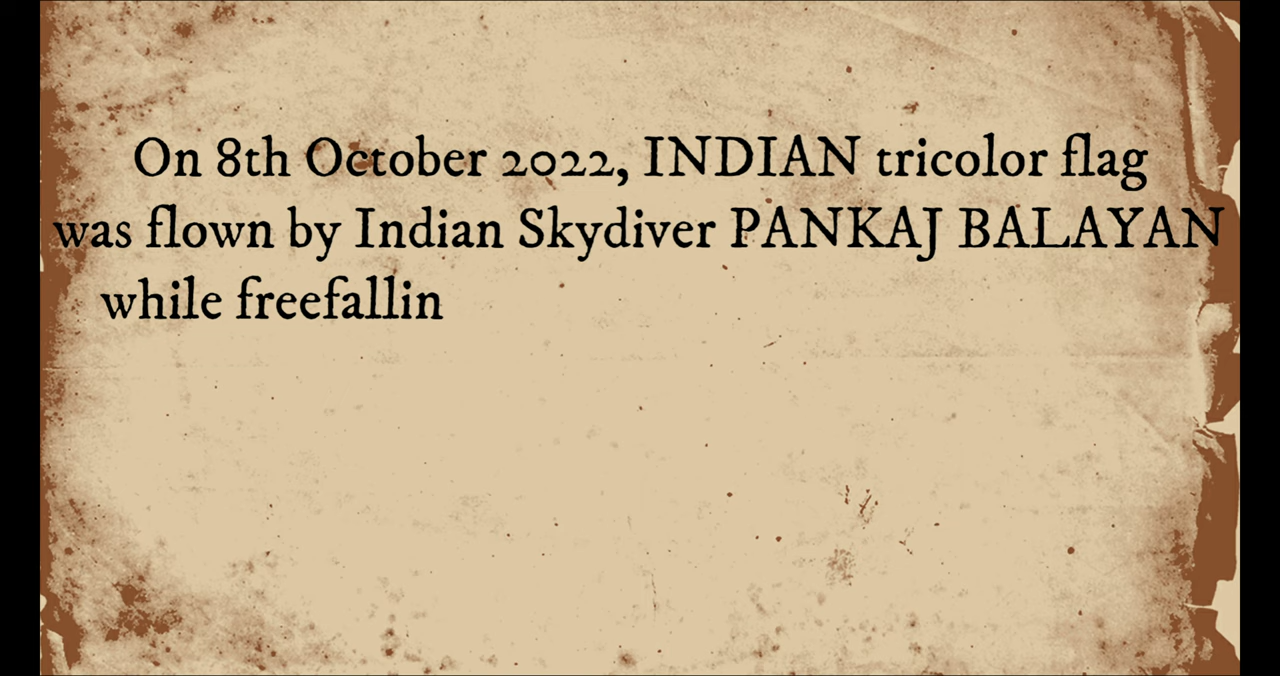 On 8th October 2022, INDIAN tricolor flag
was flown by Indian Skydiver PANKAJ BALAYAN
while freefallin